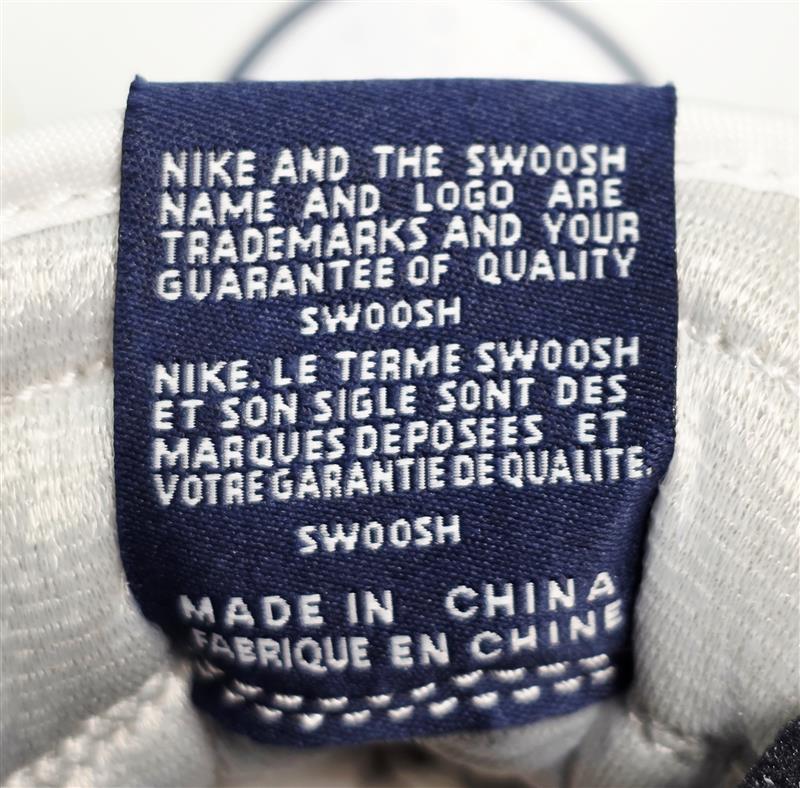 NIKE AND THE SWOOSH
NAME AND LOGO ARE
TRADEMARKS AND YOUR
GUARANTEE OF QUALITY
SWOOSH
NIKE. LE TERME SWOOSH
ET SON SIGLE SONT DES
MARQUES DEPOSEES ET
VOTRE GARANTIE DE QUALITE.
SWOOSH
MADE IN CHINA
FABRIQUE EN CHINE